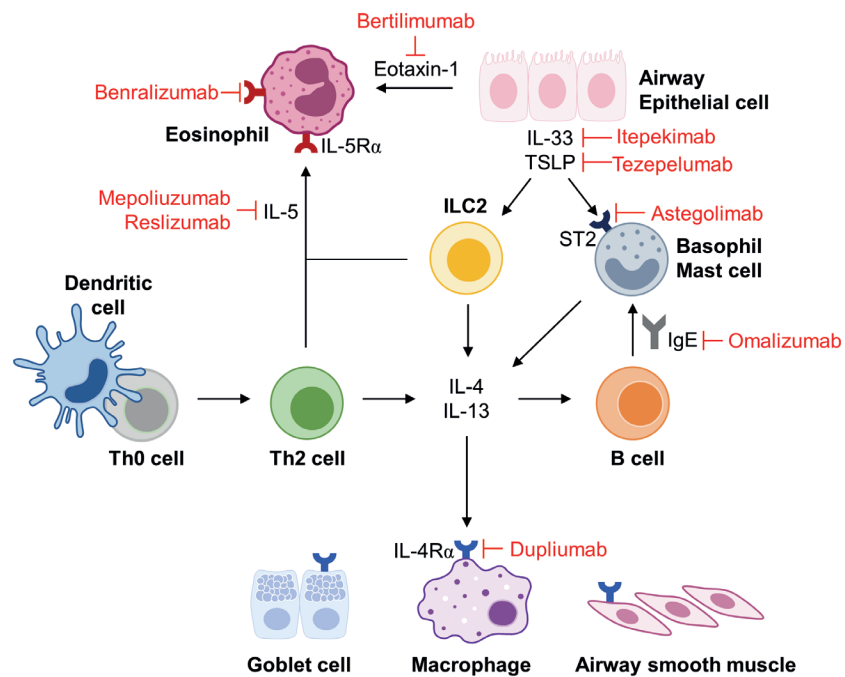 Bertilimumab
Eotaxin-1
Benralizumab
Eosinophil
IL-5Rα
Airway
Epithelial cell
IL-33
Itepekimab
TSLP
Tezepelumab
Mepoliuzumab
Reslizumab
IL-5
ILC2
Astegolimab
ST2
Basophil
Mast cell
Dendritic
cell
IgE
Omalizumab
IL-4
IL-13
Th0 cell
Th2 cell
B cell
IL-4Rα
Dupliumab
Goblet cell
Macrophage
Airway smooth muscle